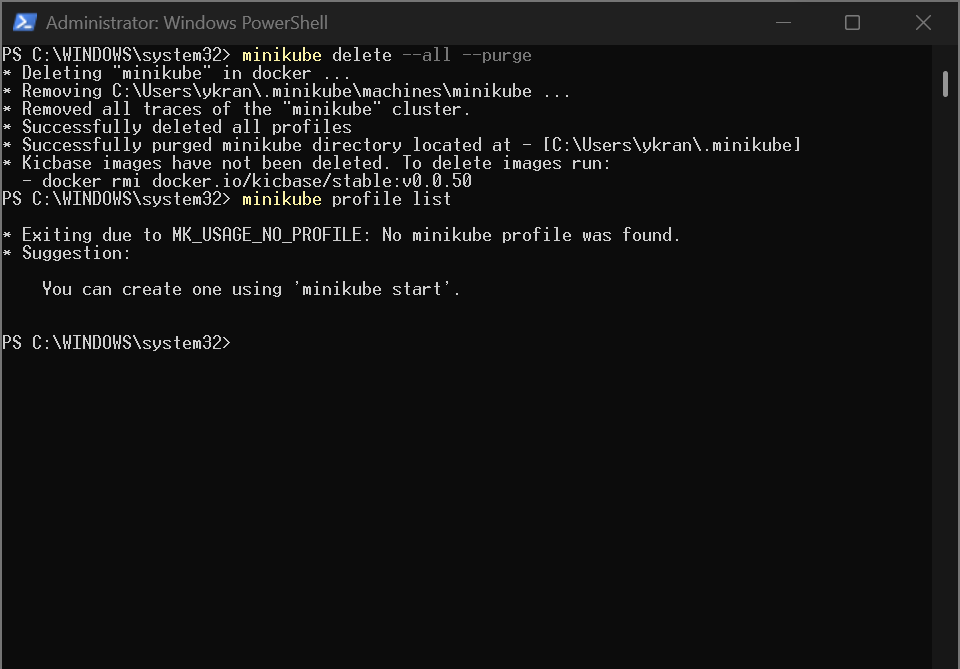 Administrator: Windows PowerShell
PS C:\WINDOWS\system32> minikube delete --all --purge
* Deleting "minikube" in docker ...
* Removing C:\Users\ykran\.minikube\machines\minikube ...
* Removed all traces of the "minikube" cluster.
* Successfully deleted all profiles
* Successfully purged minikube directory located at - [C:\Users\ykran\.minikube]
* Kicbase images have not been deleted. To delete images run:
  - docker rmi docker.io/kicbase/stable:v0.0.50
PS C:\WINDOWS\system32> minikube profile list
* Exiting due to MK_USAGE_NO_PROFILE: No minikube profile was found.
* Suggestion:
    You can create one using 'minikube start'.
PS C:\WINDOWS\system32>